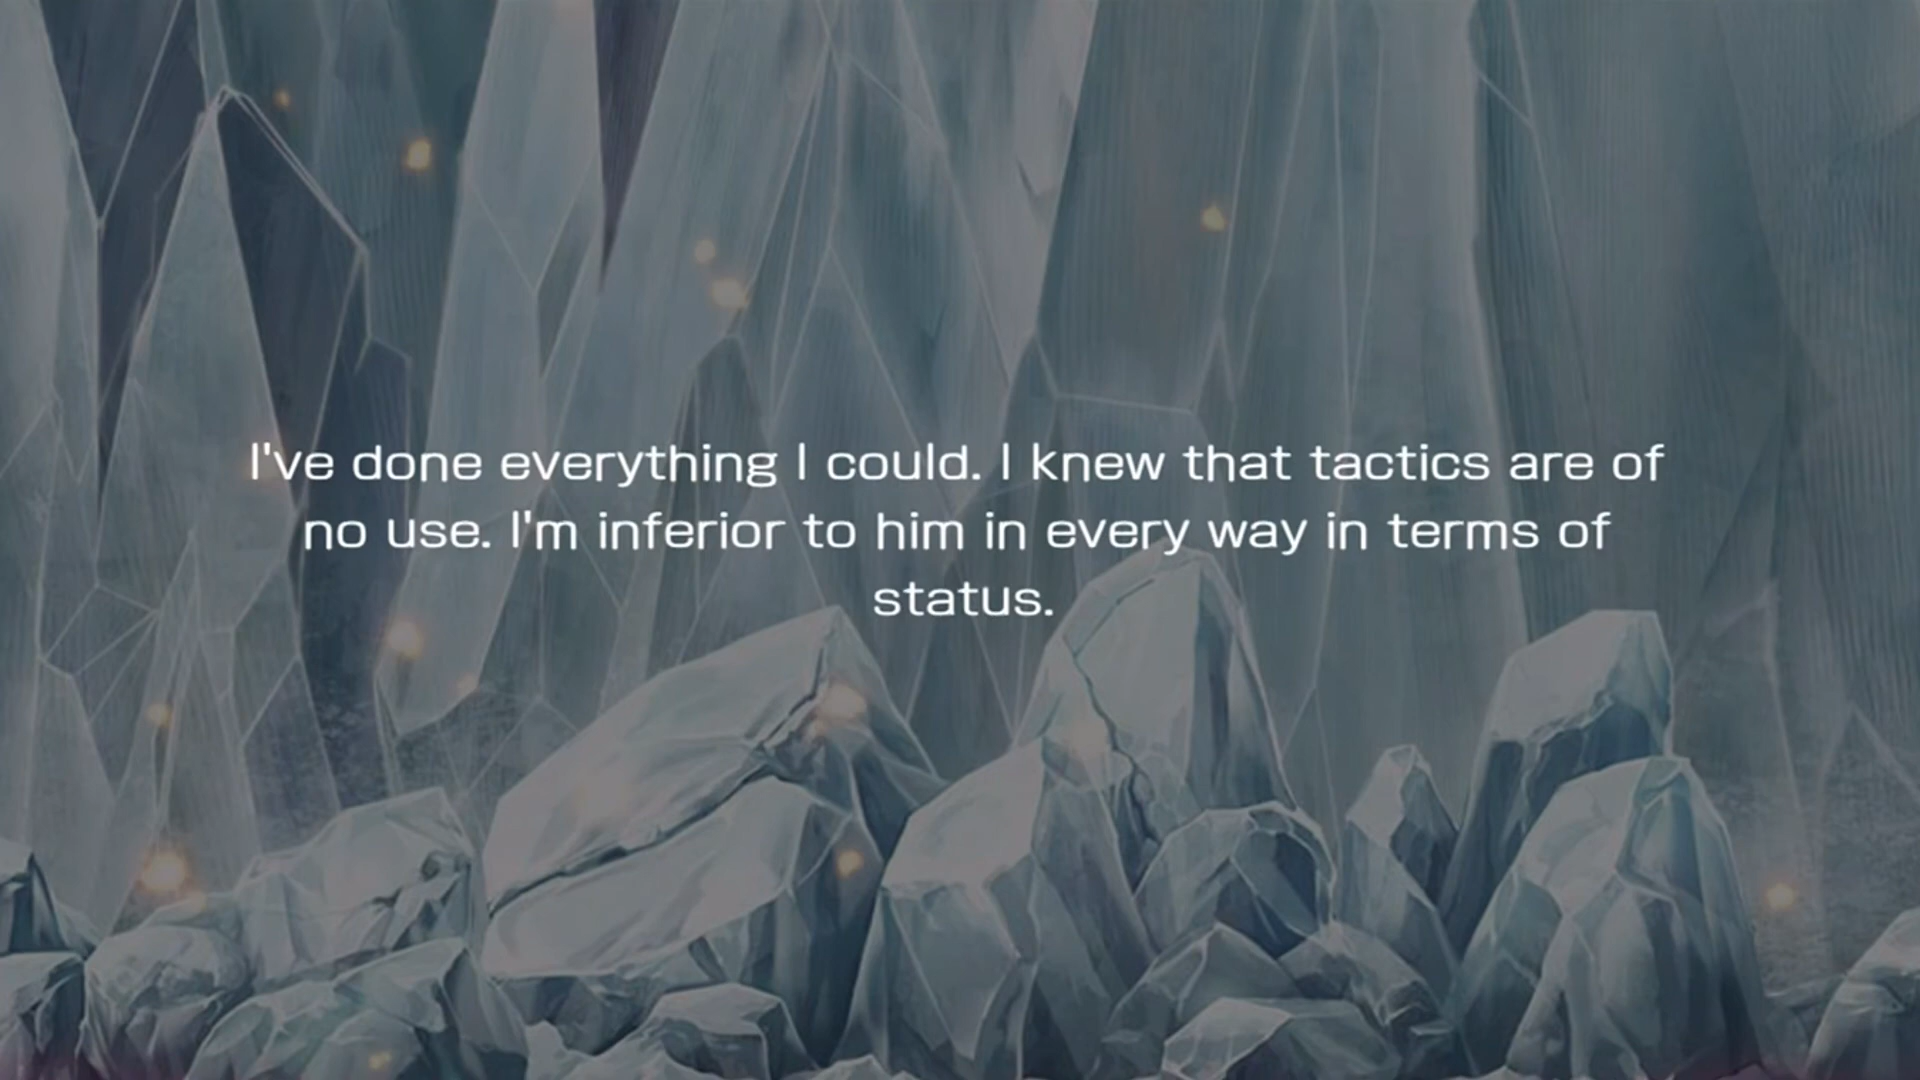 I've done everything I could. I knew that tactics are of
no use. I'm inferior to him in every way in terms of
status.